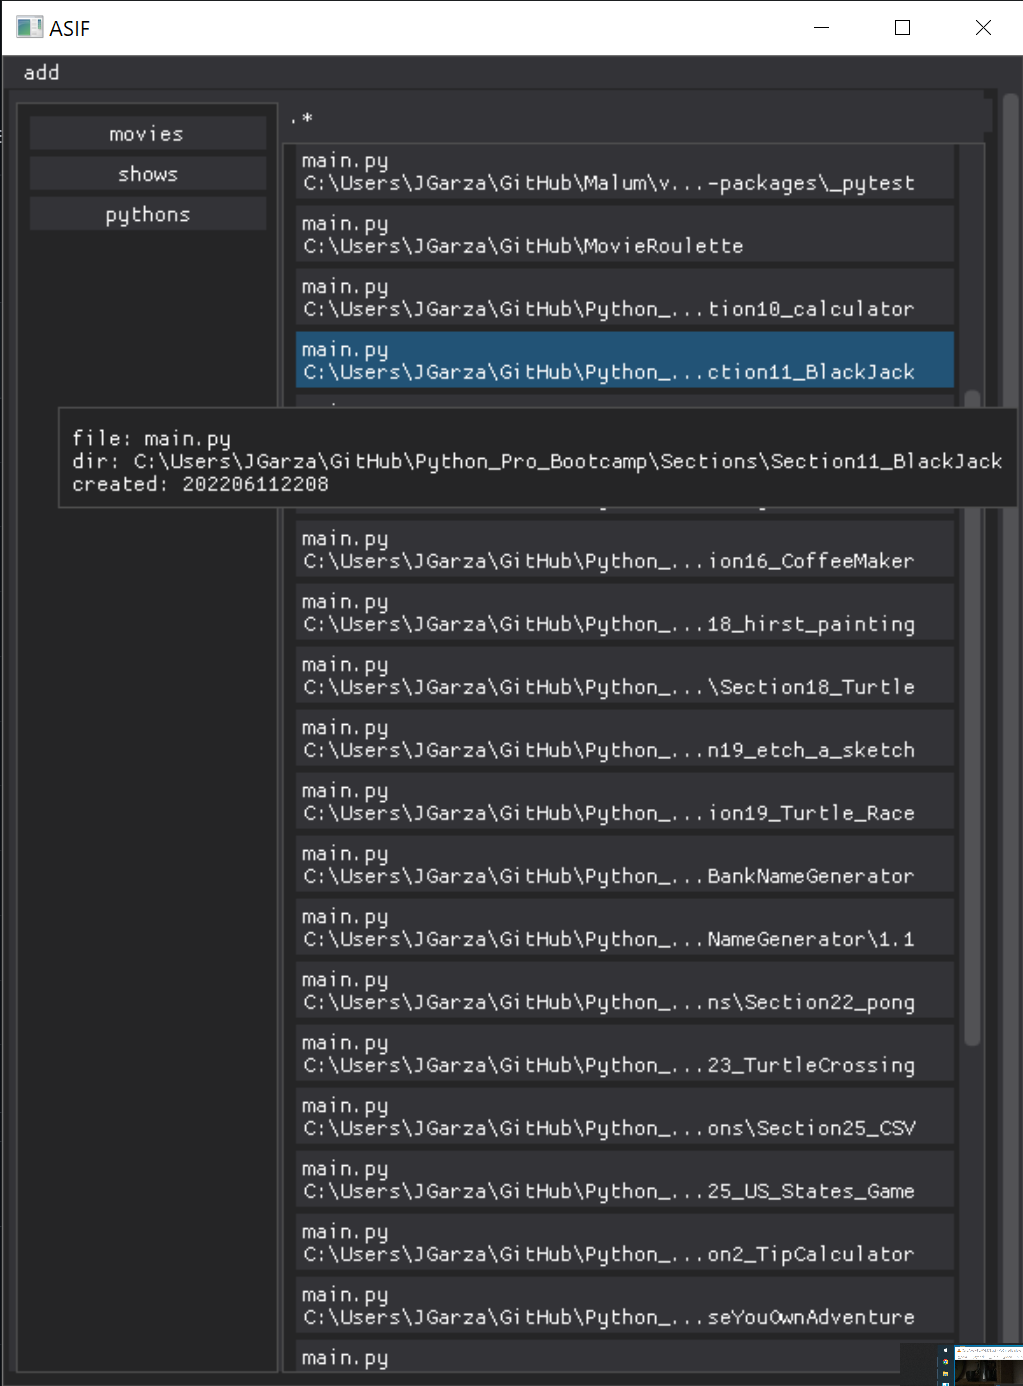 ASIF
add
movies
shows
pythons
.*
main.py
C:\Users\JGarza\GitHub\Malum\v...-packages\_pytest
main.py
C:\Users\JGarza\GitHub\MovieRoulette
main.py
C:\Users\JGarza\GitHub\Python_...tion10_calculator
main.py
C:\Users\JGarza\GitHub\Python_...ction11_BlackJack
file: main.py
dir: C:\Users\JGarza\GitHub\Python_Pro_Bootcamp\Sections\Section11_BlackJack
created: 202206112208
main.py
C:\Users\JGarza\GitHub\Python_...ion16_CoffeeMaker
main.py
C:\Users\JGarza\GitHub\Python_...18_hirst_painting
main.py
C:\Users\JGarza\GitHub\Python_...\Section18_Turtle
main.py
C:\Users\JGarza\GitHub\Python_...n19_etch_a_sketch
main.py
C:\Users\JGarza\GitHub\Python_...ion19_Turtle_Race
main.py
C:\Users\JGarza\GitHub\Python_...BankNameGenerator
main.py
C:\Users\JGarza\GitHub\Python_...NameGenerator\1.1
main.py
C:\Users\JGarza\GitHub\Python_...ns\Section22_pong
main.py
C:\Users\JGarza\GitHub\Python_...23_TurtleCrossing
main.py
C:\Users\JGarza\GitHub\Python_...ons\Section25_CSV
main.py
C:\Users\JGarza\GitHub\Python_...25_US_States_Game
main.py
C:\Users\JGarza\GitHub\Python_...on2_TipCalculator
main.py
C:\Users\JGarza\GitHub\Python_...seYouOwnAdventure
main.py